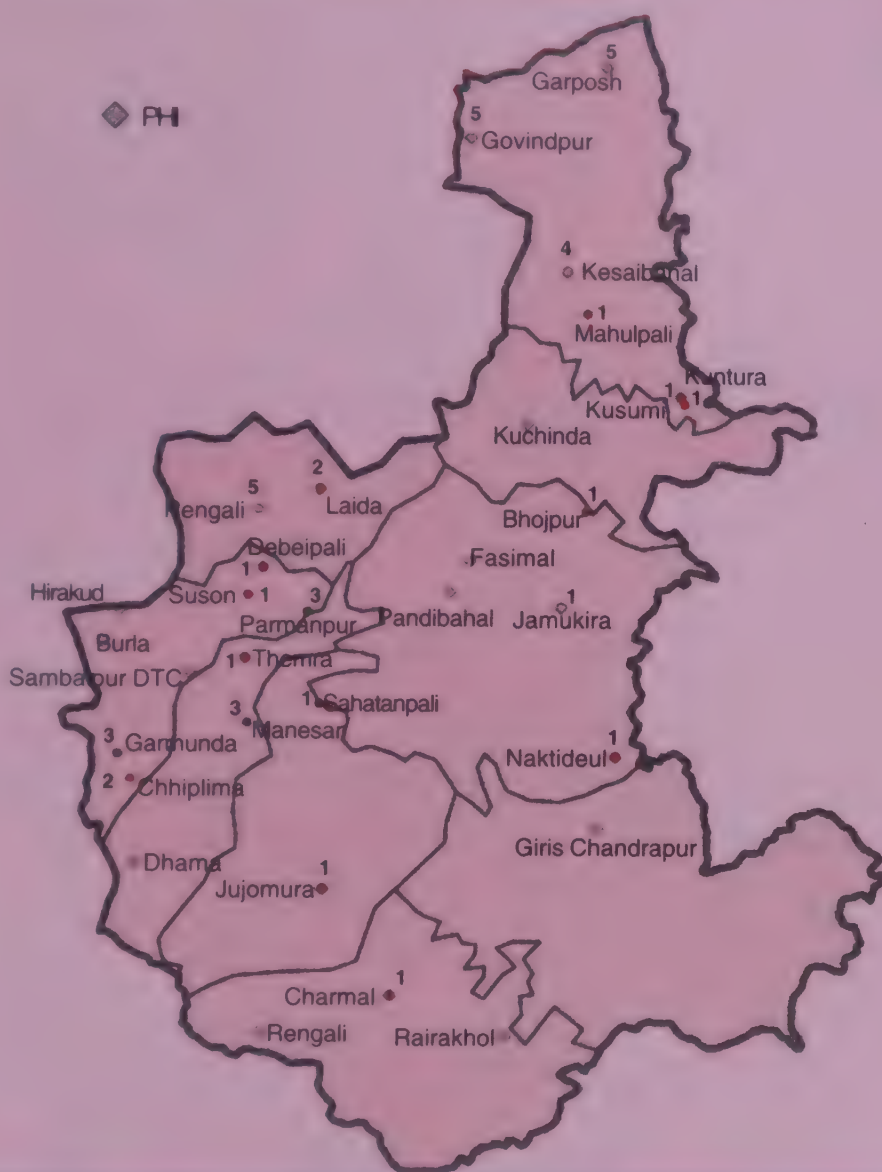 5
Garposh
PHI
5
Govindpur
4
Kesaibahal
1
Mahulpali
Kuntura
1 1
Kusumi
Kuchinda
2
5 Laida
Rengali
1
Bhojpur
Debeipali
1
Fasimal
Hirakud
Suson 1
3
Parmanpur
Pandibahal
1
Jamukira
Burla
1 Themra
Sambalpur DTC
1 Sahatanpali
3
Manesar
3
Garmunda
1
Naktideul
2 Chhiplima
Giris Chandrapur
Dhama
1
Jujomura
1
Charmal
Rengali
Rairakhol